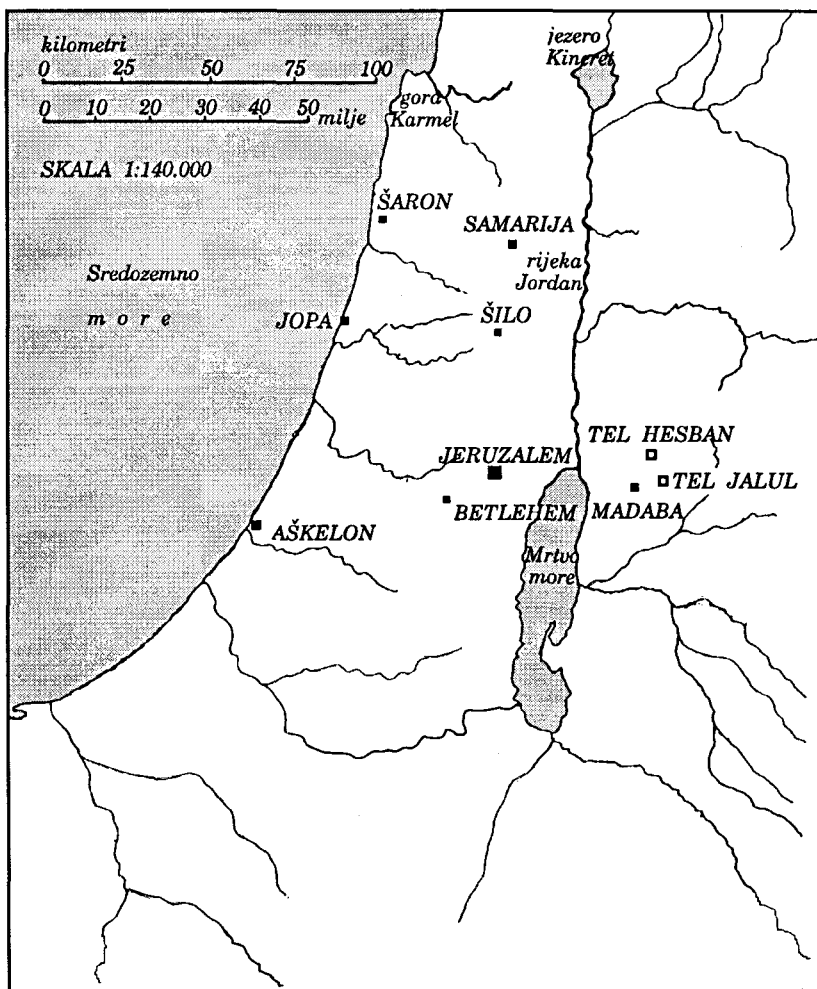 kilometri
0 25 50 75 100
0 10 20 30 40 50 milje
SKALA 1:140.000
jezero
Kineret
gora
Karmel
ŠARON
SAMARIJA
rijeka
Jordan
Sredozemno
more
JOPA
ŠILO
TEL HESBAN
JERUZALEM
TEL JALUL
BETLEHEM
MADABA
AŠKELON
Mrtvo
more